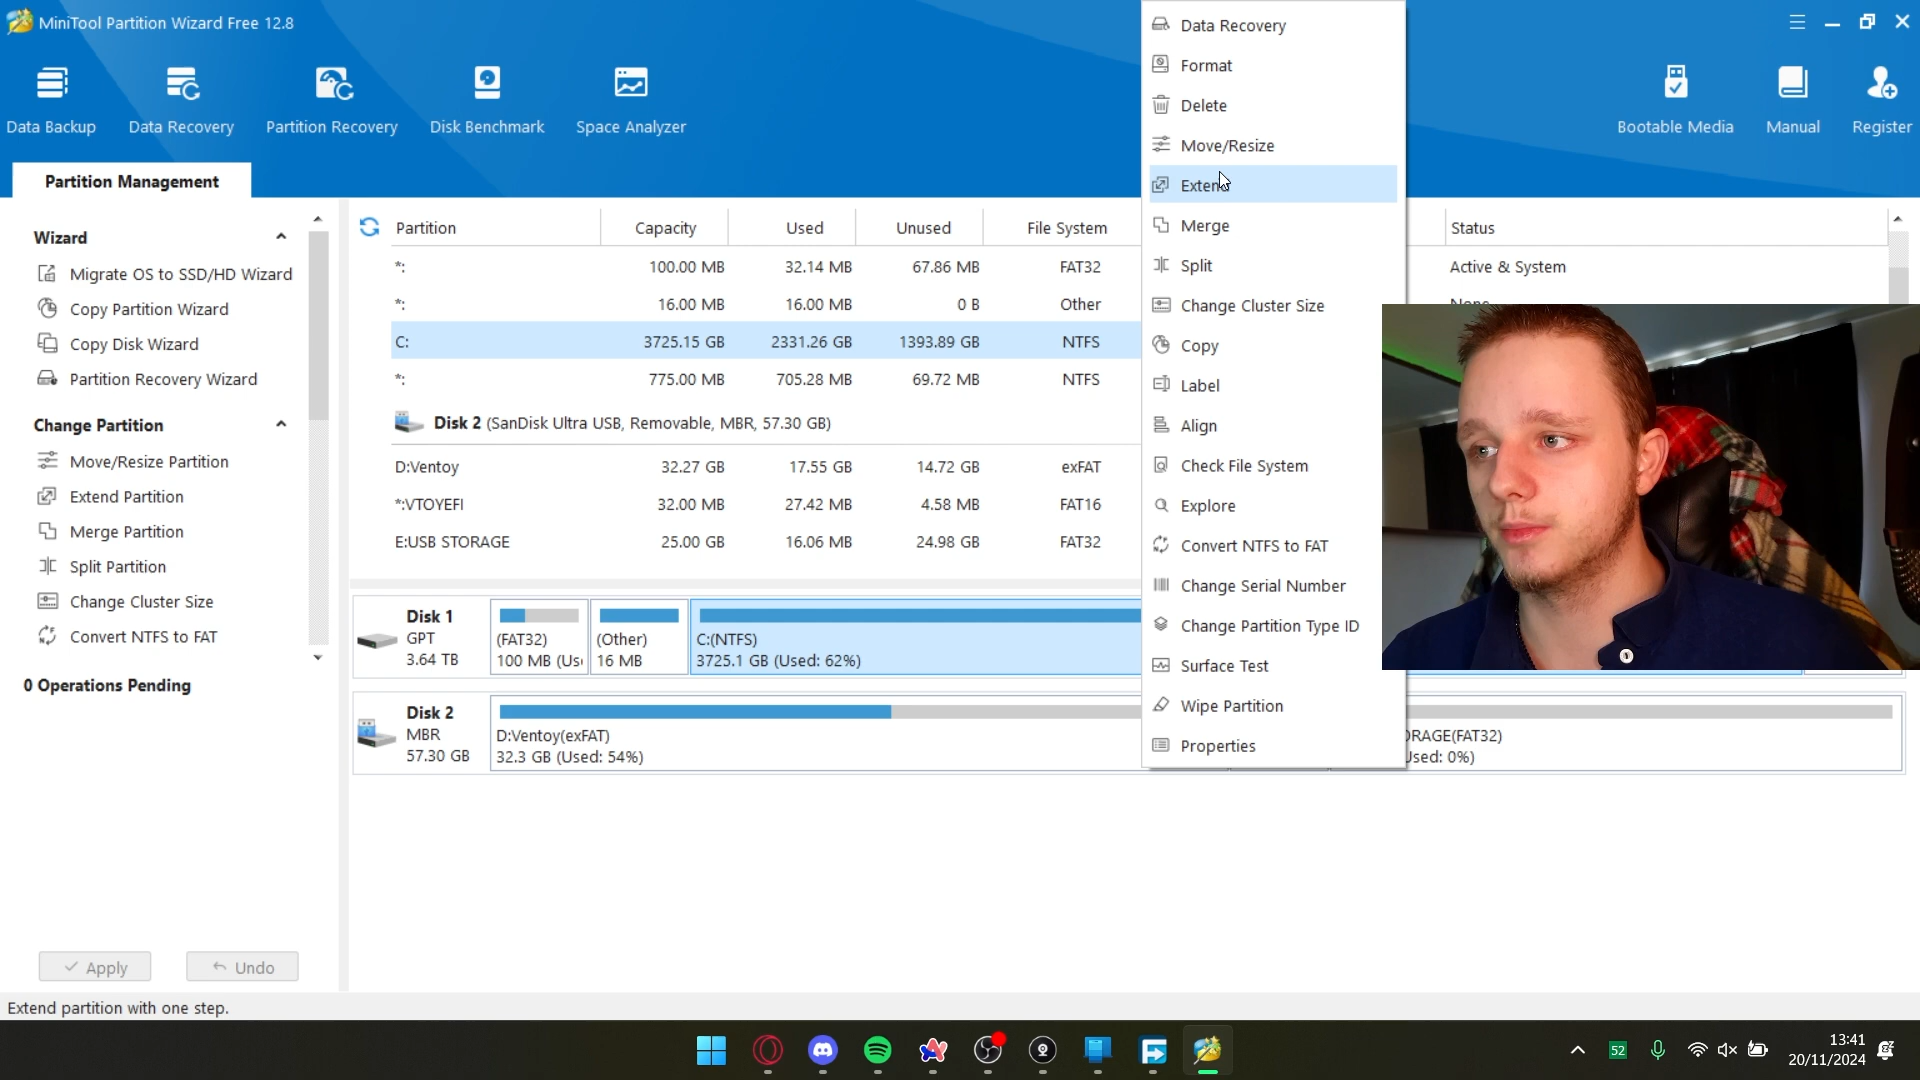 MiniTool Partition Wizard Free 12.8
Data Backup
Data Recovery
Partition Recovery
Disk Benchmark
Space Analyzer
Bootable Media
Manual
Register
Partition Management
Wizard
Migrate OS to SSD/HD Wizard
Copy Partition Wizard
Copy Disk Wizard
Partition Recovery Wizard
Change Partition
Move/Resize Partition
Extend Partition
Merge Partition
Split Partition
Change Cluster Size
Convert NTFS to FAT
0 Operations Pending
Apply
Undo
Partition Capacity Used Unused File System Status
*: 100.00 MB 32.14 MB 67.86 MB FAT32 Active & System
*: 16.00 MB 16.00 MB 0 B Other None
C: 3725.15 GB 2331.26 GB 1393.89 GB NTFS
*: 775.00 MB 705.28 MB 69.72 MB NTFS
Disk 2 (SanDisk Ultra USB, Removable, MBR, 57.30 GB)
D:Ventoy 32.27 GB 17.55 GB 14.72 GB exFAT
*:VTOYEFI 32.00 MB 27.42 MB 4.58 MB FAT16
E:USB STORAGE 25.00 GB 16.06 MB 24.98 GB FAT32
Disk 1
GPT
3.64 TB
(FAT32)
100 MB (Us
(Other)
16 MB
C:(NTFS)
3725.1 GB (Used: 62%)
Disk 2
MBR
57.30 GB
D:Ventoy(exFAT)
32.3 GB (Used: 54%)
ORAGE(FAT32)
Used: 0%)
Data Recovery
Format
Delete
Move/Resize
Extend
Merge
Split
Change Cluster Size
Copy
Label
Align
Check File System
Explore
Convert NTFS to FAT
Change Serial Number
Change Partition Type ID
Surface Test
Wipe Partition
Properties
Extend partition with one step.
52
13:41
20/11/2024